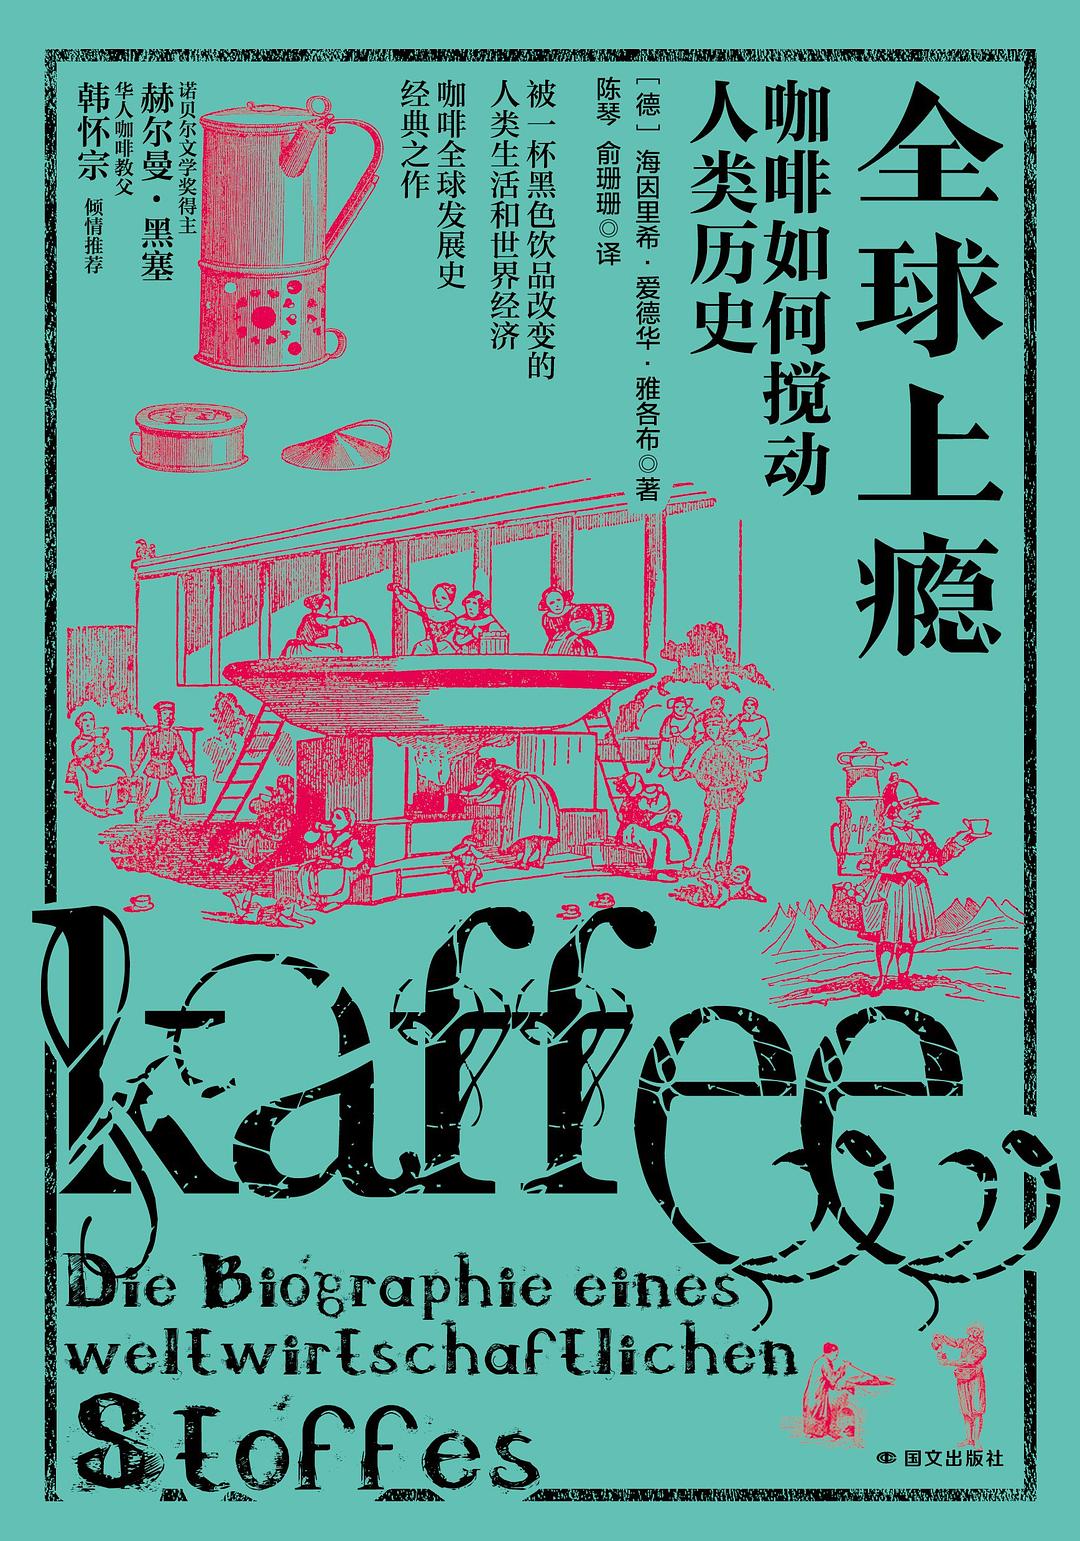 全球上瘾
咖啡如何搅动
人类历史
［德］海因里希·爱德华·雅各布◎著
陈琴 俞珊珊◎译
被一杯黑色饮品改变的
人类生活和世界经济
咖啡全球发展史
经典之作
诺贝尔文学奖得主
赫尔曼·黑塞
华人咖啡教父
韩怀宗 倾情推荐
Kaffee
kaffee
Die Biographie eines
weltwirtschaftlichen
Stoffes
国文出版社